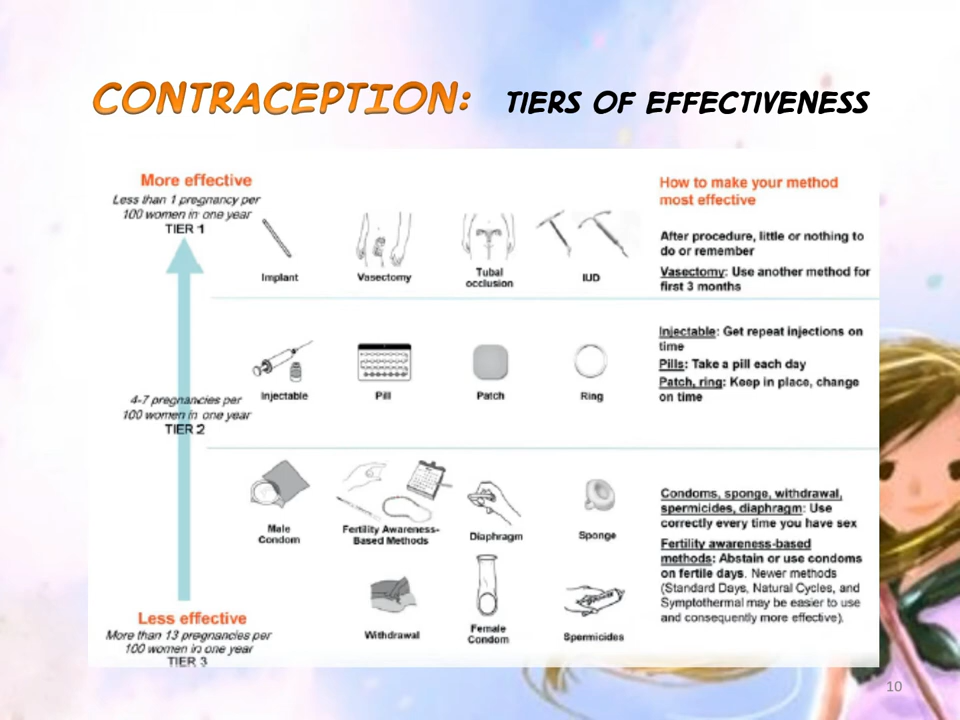 CONTRACEPTION: TIERS OF EFFECTIVENESS
More effective
Less than 1 pregnancy per
100 women in one year
TIER 1
Implant
Vasectomy
Tubal
occlusion
IUD
How to make your method
most effective
After procedure, little or nothing to
do or remember
Vasectomy: Use another method for
first 3 months
4-7 pregnancies per
100 women in one year
TIER 2
Injectable
Pill
Patch
Ring
Injectable: Get repeat injections on
time
Pills: Take a pill each day
Patch, ring: Keep in place, change
on time
Male
Condom
Fertility Awareness-
Based Methods
Diaphragm
Sponge
Withdrawal
Female
Condom
Spermicides
Condoms, sponge, withdrawal,
spermicides, diaphragm: Use
correctly every time you have sex
Fertility awareness-based
methods: Abstain or use condoms
on fertile days. Newer methods
(Standard Days, Natural Cycles, and
Symptothermal may be easier to use
and consequently more effective).
Less effective
More than 13 pregnancies per
100 women in one year
TIER 3
10